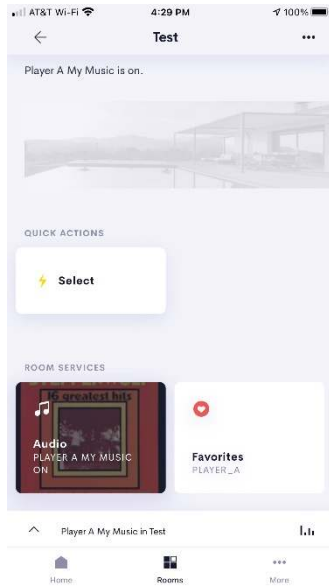 AT&T Wi-Fi 4:29 PM 100%
Test
Player A My Music is on.
QUICK ACTIONS
Select
ROOM SERVICES
16 greatest hits
Audio
PLAYER A MY MUSIC
ON
Favorites
PLAYER_A
Player A My Music in Test
Home Rooms More